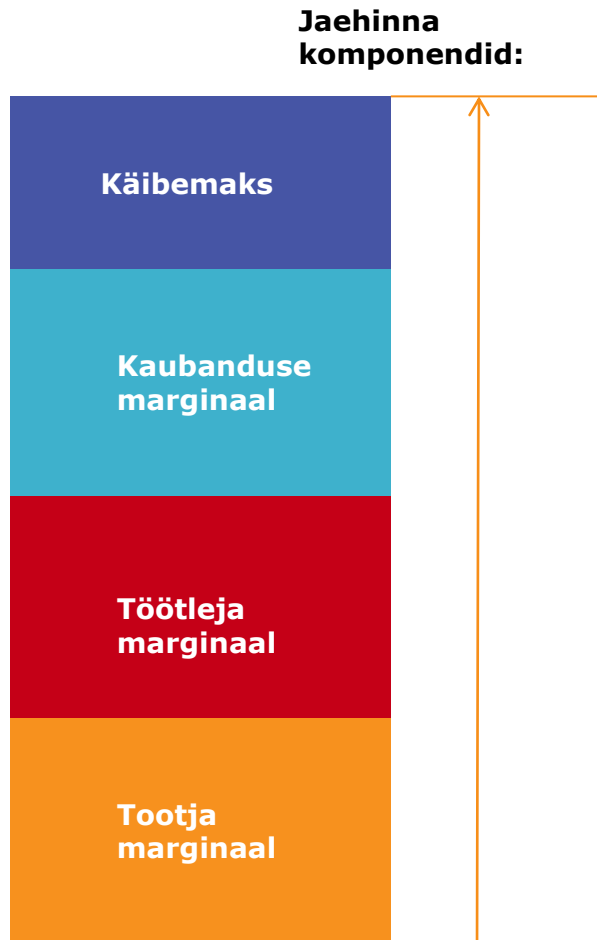 Jaehinna
komponendid:
Käibemaks
Kaubanduse
marginaal
Töötleja
marginaal
Tootja
marginaal